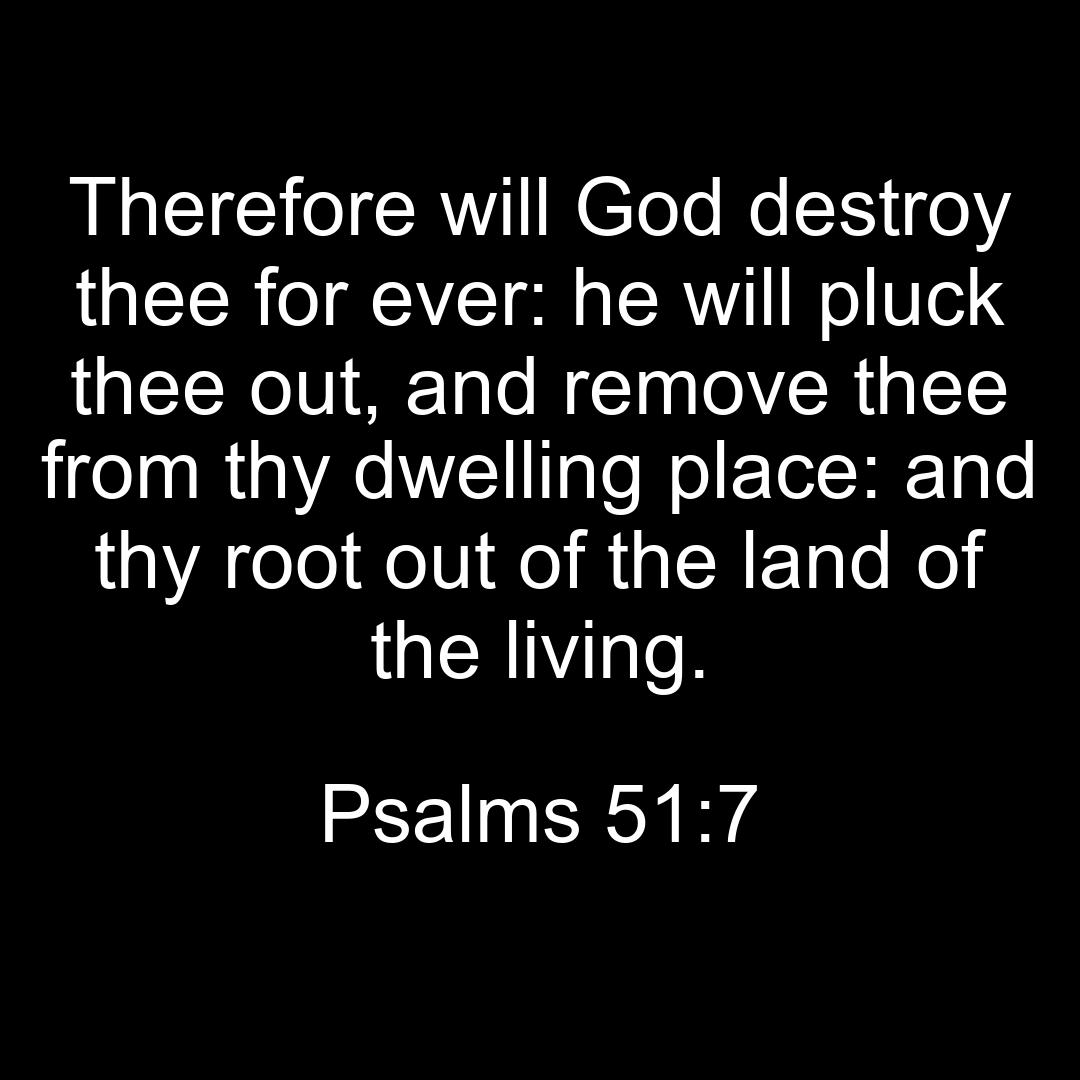 Therefore will God destroy
thee for ever: he will pluck
thee out, and remove thee
from thy dwelling place: and
thy root out of the land of
the living.
Psalms 51:7